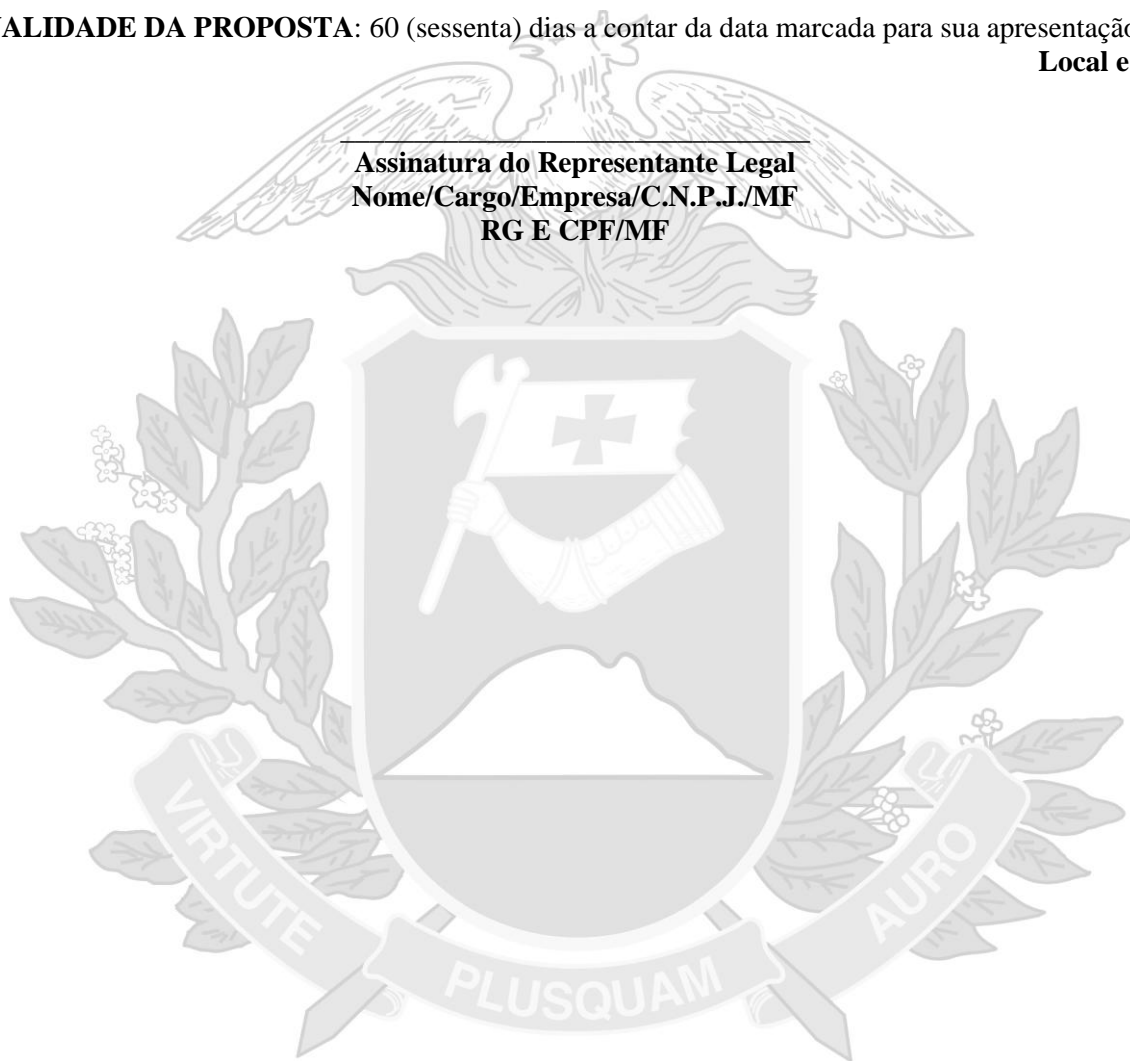 VALIDADE DA PROPOSTA: 60 (sessenta) dias a contar da data marcada para sua apresentação
Local e
Assinatura do Representante Legal
Nome/Cargo/Empresa/C.N.P.J./MF
RG E CPF/MF
VIRTUTE PLUSQUAM AURO